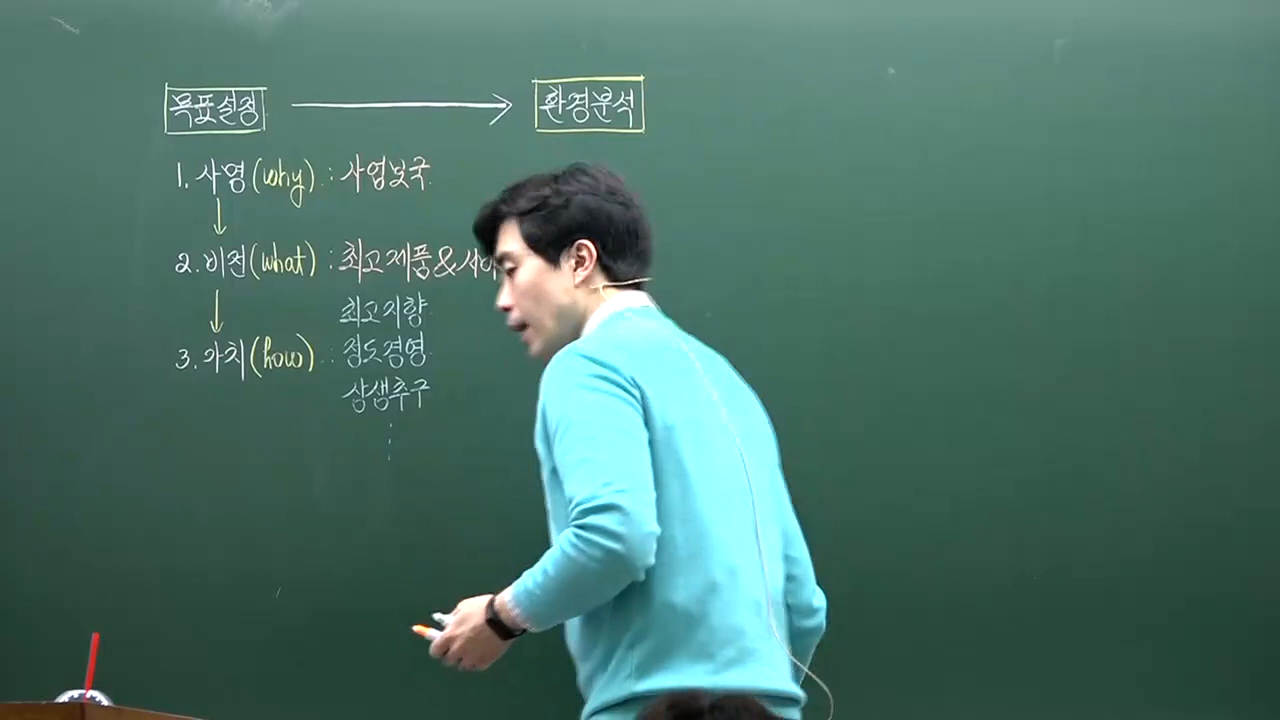 목표설정 → 환경분석
1. 사명(why) : 사업보국
↓
2. 비전(what) : 최고제품&
↓
최고지향
3. 가치(how) : 정도경영
상생추구
⋮